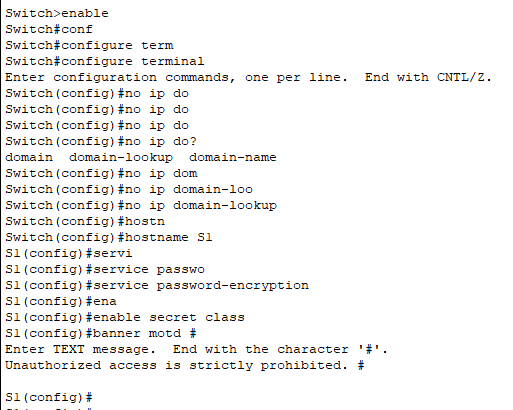 Switch>enable
Switch#conf
Switch#configure term
Switch#configure terminal
Enter configuration commands, one per line.  End with CNTL/Z.
Switch(config)#no ip do
Switch(config)#no ip do
Switch(config)#no ip do
Switch(config)#no ip do?
domain  domain-lookup  domain-name
Switch(config)#no ip dom
Switch(config)#no ip domain-loo
Switch(config)#no ip domain-lookup
Switch(config)#hostn
Switch(config)#hostname S1
S1(config)#servi
S1(config)#service passwo
S1(config)#service password-encryption
S1(config)#ena
S1(config)#enable secret class
S1(config)#banner motd #
Enter TEXT message.  End with the character '#'.
Unauthorized access is strictly prohibited. #

S1(config)#